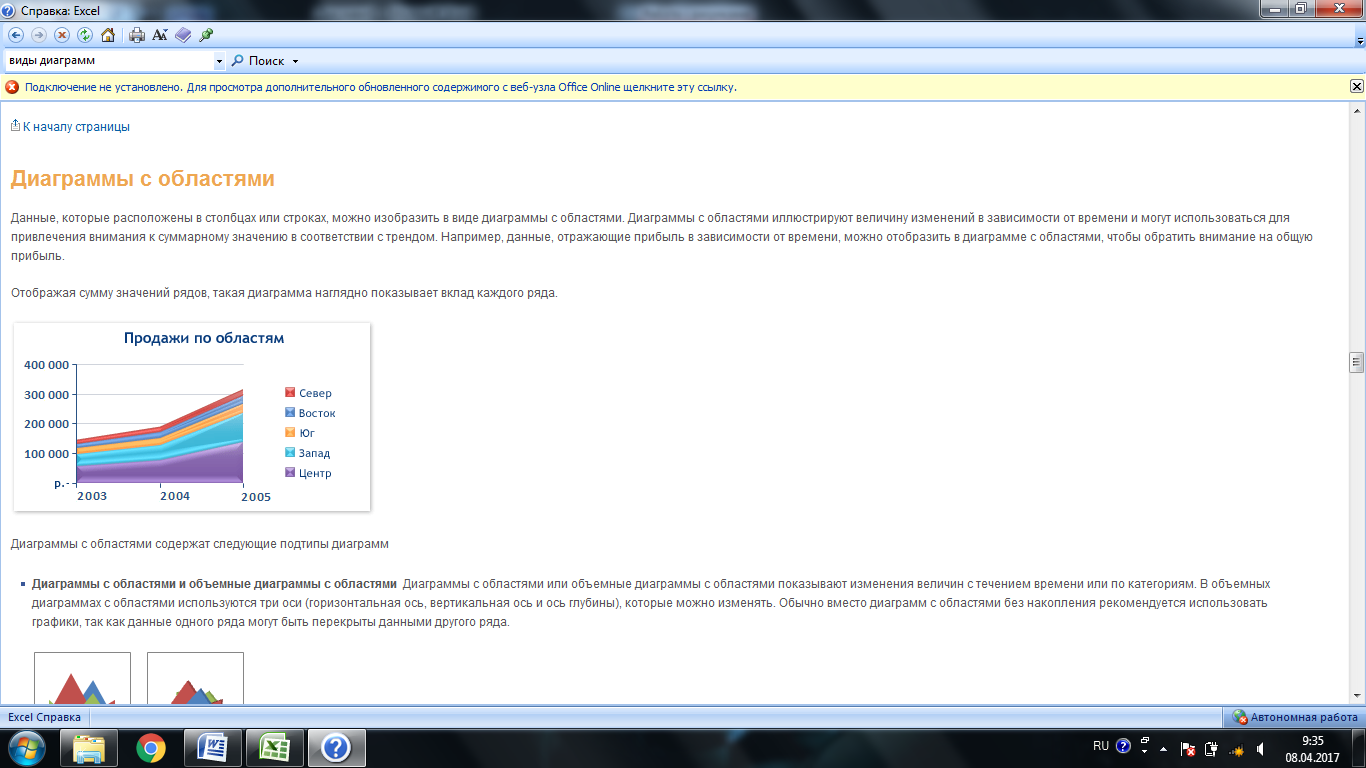 Справка: Excel
виды диаграмм
Поиск
Подключение не установлено. Для просмотра дополнительного обновленного содержимого с веб-узла Office Online щелкните эту ссылку.
К началу страницы
Диаграммы с областями
Данные, которые расположены в столбцах или строках, можно изобразить в виде диаграммы с областями. Диаграммы с областями иллюстрируют величину изменений в зависимости от времени и могут использоваться для
привлечения внимания к суммарному значению в соответствии с трендом. Например, данные, отражающие прибыль в зависимости от времени, можно отобразить в диаграмме с областями, чтобы обратить внимание на общую
прибыль.
Отображая сумму значений рядов, такая диаграмма наглядно показывает вклад каждого ряда.
Продажи по областям
400 000
300 000
200 000
100 000
р.-
2003 2004 2005
Север
Восток
Юг
Запад
Центр
Диаграммы с областями содержат следующие подтипы диаграмм
Диаграммы с областями и объемные диаграммы с областями Диаграммы с областями или объемные диаграммы с областями показывают изменения величин с течением времени или по категориям. В объемных
диаграммах с областями используются три оси (горизонтальная ось, вертикальная ось и ось глубины), которые можно изменять. Обычно вместо диаграмм с областями без накопления рекомендуется использовать
графики, так как данные одного ряда могут быть перекрыты данными другого ряда.
Excel Справка
Автономная работа
RU
9:35
08.04.2017